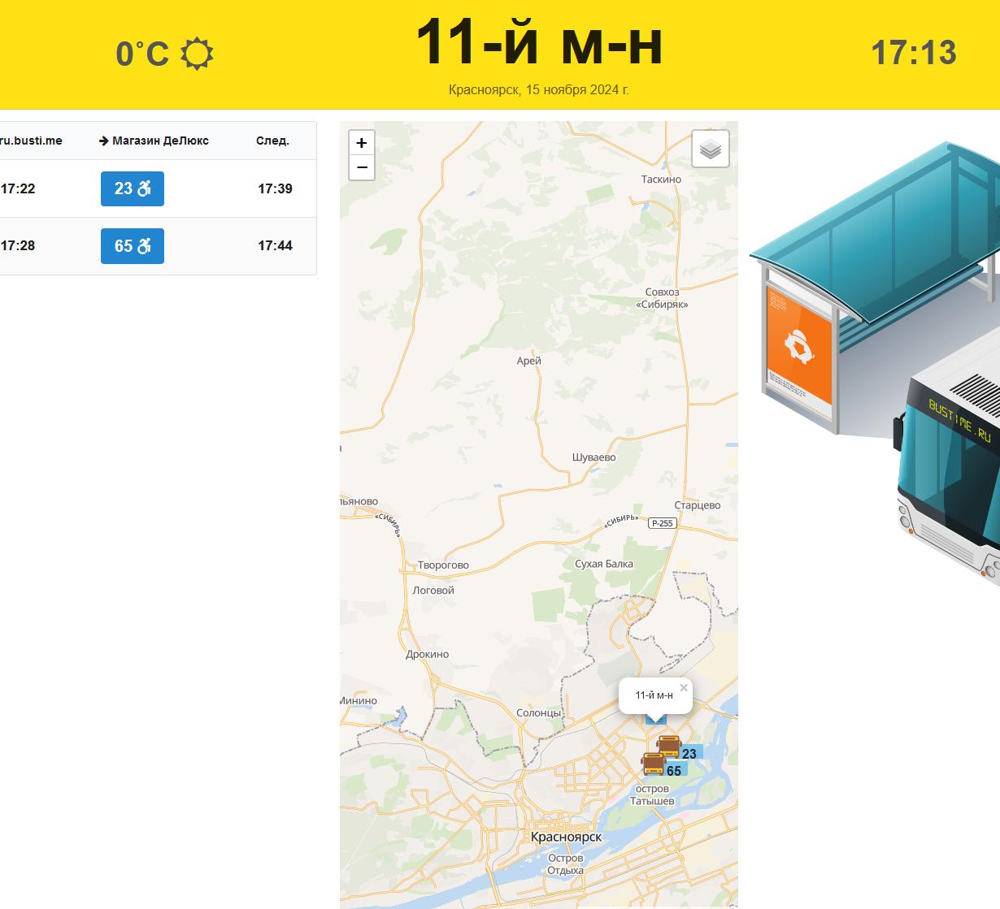 0°C
11-й м-н
17:13
Красноярск, 15 ноября 2024 г.
ru.busti.me
Магазин ДеЛюкс
След.
17:22
23
17:39
17:28
65
17:44
+
−
Таскино
Совхоз
«Сибиряк»
Арей
Шуваево
льяново
«СИБИРЬ»
«СИБИРЬ»
Р-255
Старцево
Творогово
Сухая Балка
Логовой
Дрокино
11-й м-н
×
Минино
Солонцы
23
65
остров
Татышев
Красноярск
Остров
Отдыха
BUSTIME.RU